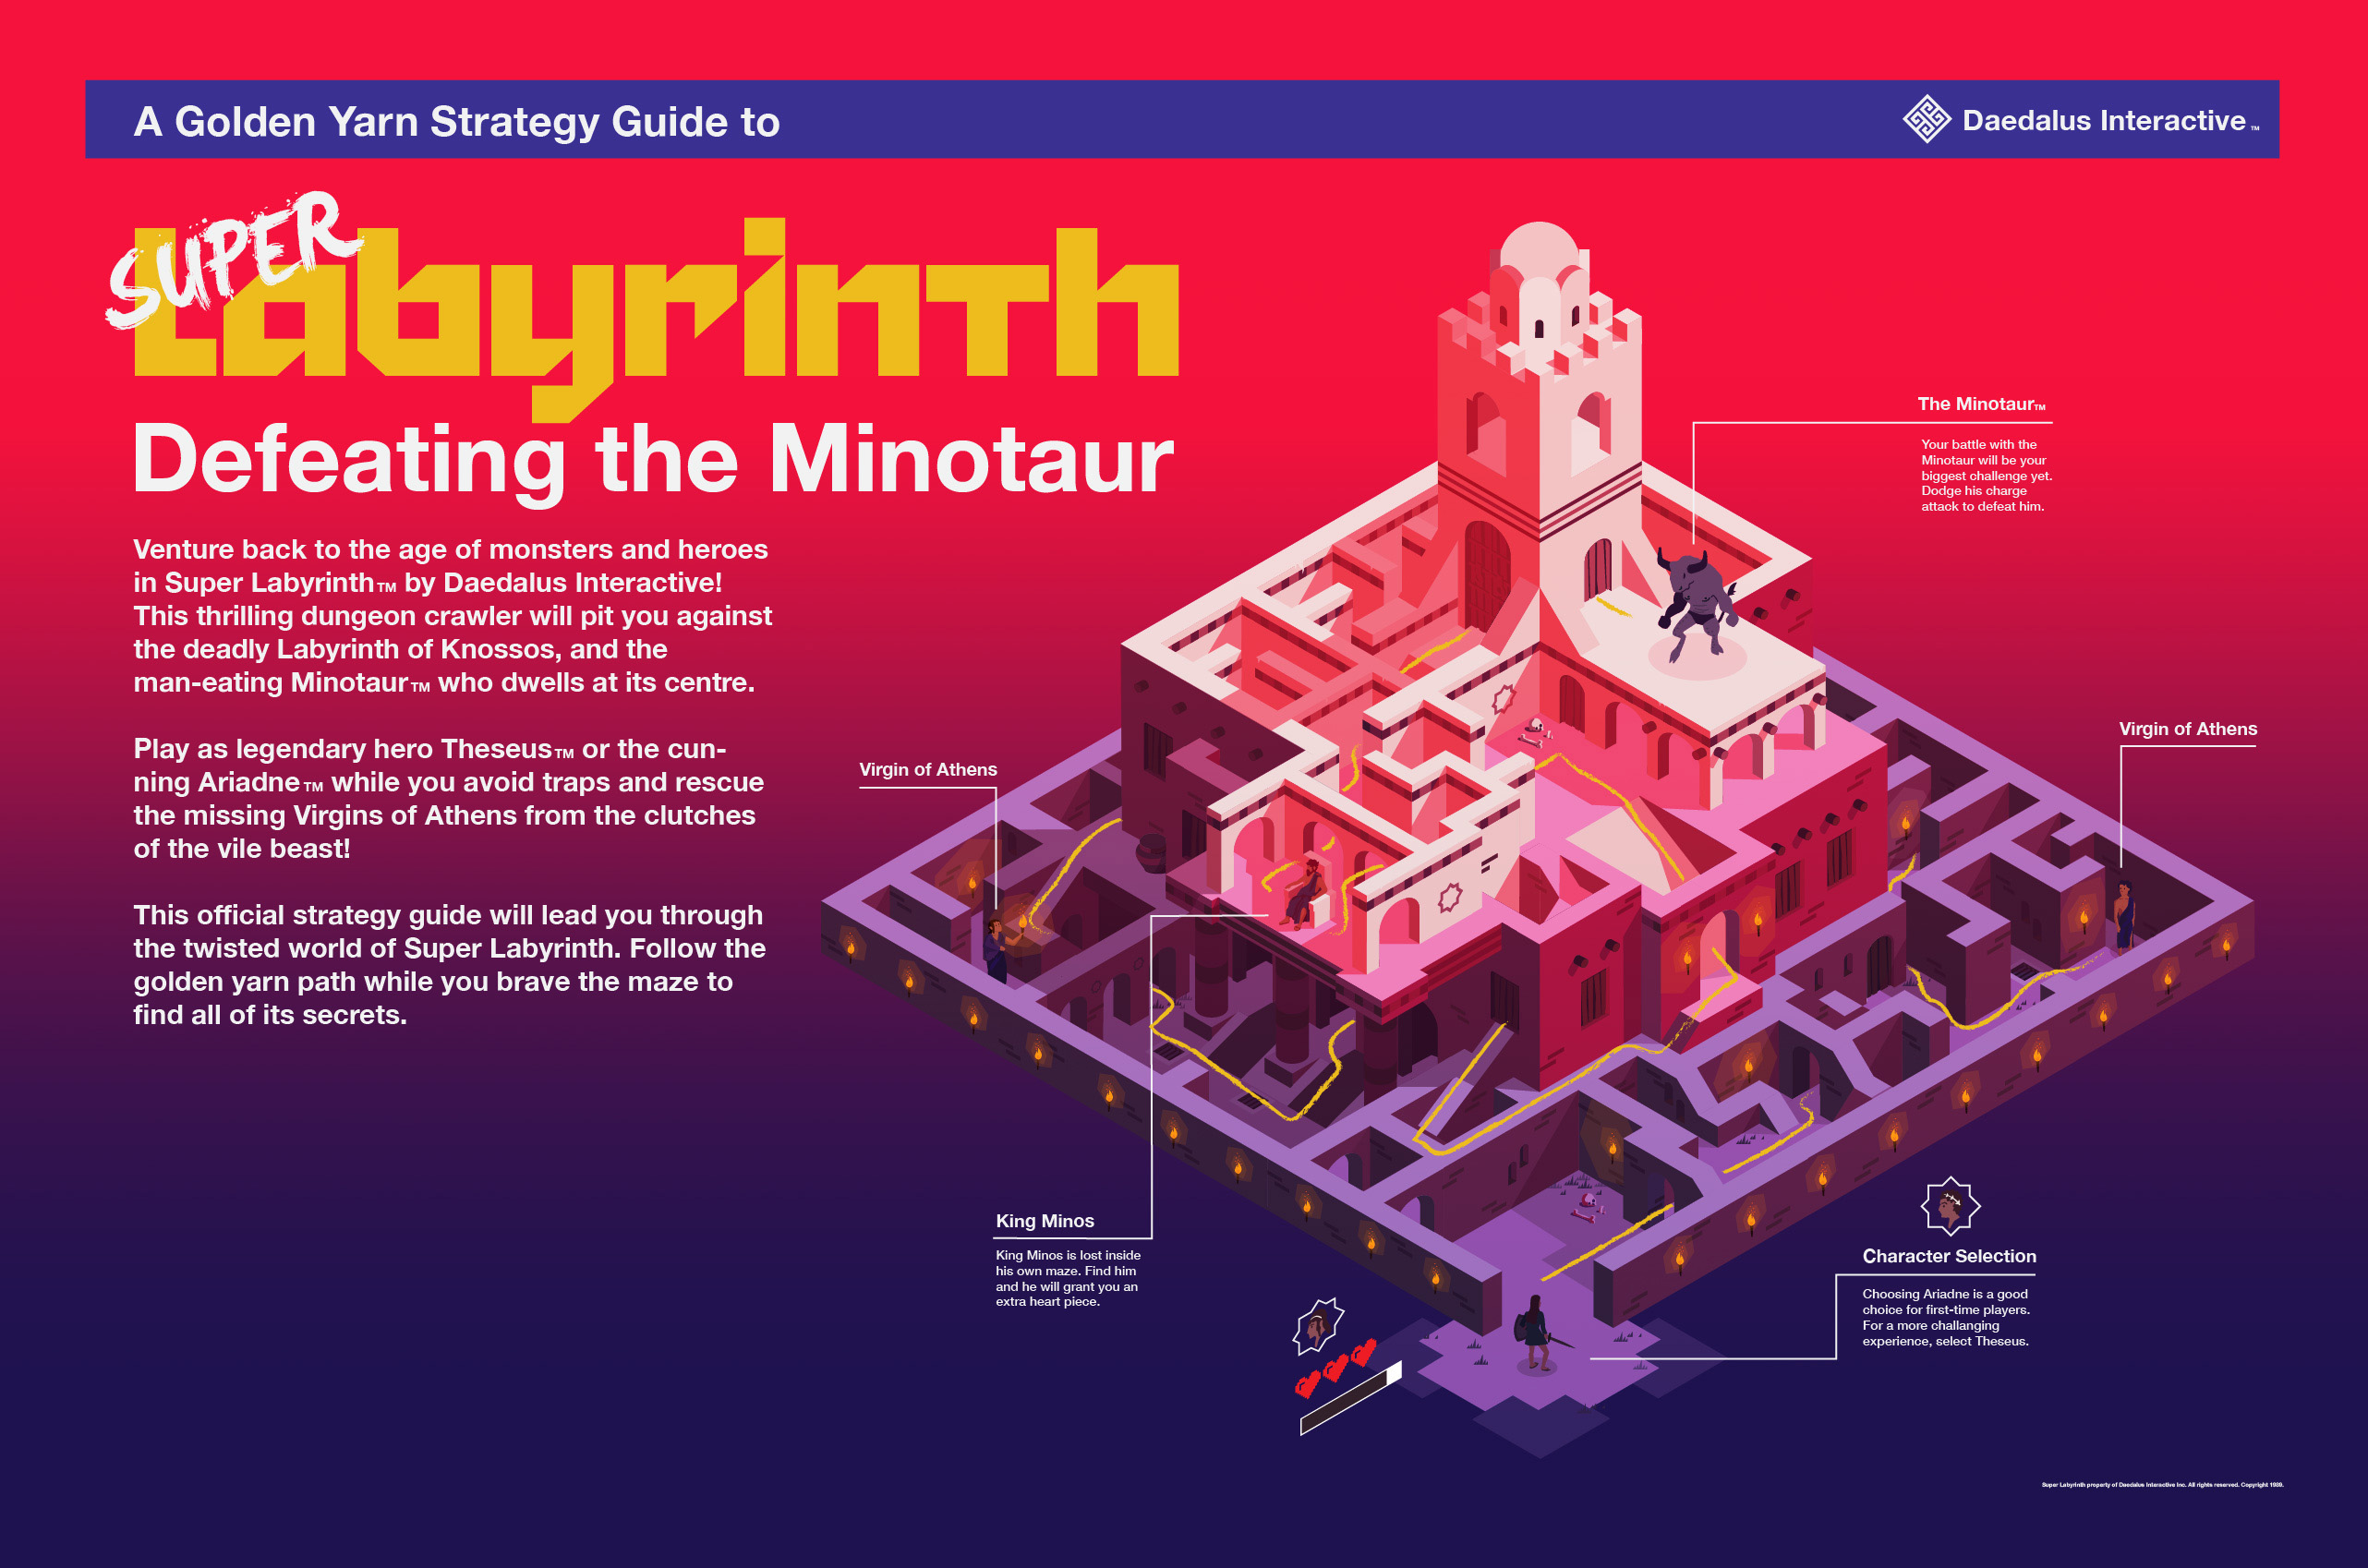 A Golden Yarn Strategy Guide to
Daedalus Interactive™
SUPER
Labyrinth
Defeating the Minotaur
Venture back to the age of monsters and heroes
in Super Labyrinth™ by Daedalus Interactive!
This thrilling dungeon crawler will pit you against
the deadly Labyrinth of Knossos, and the
man-eating Minotaur™ who dwells at its centre.
Play as legendary hero Theseus™ or the cun-
ning Ariadne™ while you avoid traps and rescue
the missing Virgins of Athens from the clutches
of the vile beast!
This official strategy guide will lead you through
the twisted world of Super Labyrinth. Follow the
golden yarn path while you brave the maze to
find all of its secrets.
The Minotaur™
Your battle with the
Minotaur will be your
biggest challenge yet.
Dodge his charge
attack to defeat him.
Virgin of Athens
Virgin of Athens
King Minos
King Minos is lost inside
his own maze. Find him
and he will grant you an
extra heart piece.
Character Selection
Choosing Ariadne is a good
choice for first-time players.
For a more challanging
experience, select Theseus.
Super Labyrinth property of Daedalus Interactive Inc. All rights reserved. Copyright 1989.